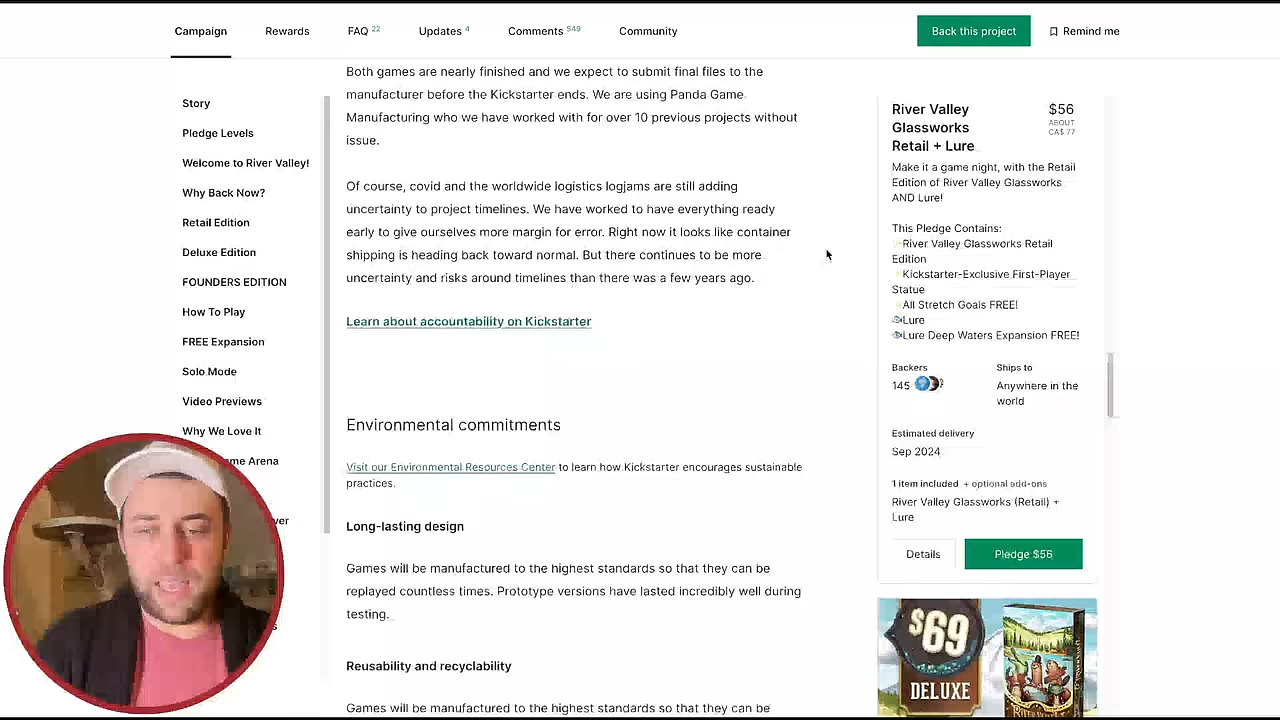 Campaign
Rewards
FAQ 22
Updates 4
Comments 549
Community
Back this project
Remind me
Story
Pledge Levels
Welcome to River Valley!
Why Back Now?
Retail Edition
Deluxe Edition
FOUNDERS EDITION
How To Play
FREE Expansion
Solo Mode
Video Previews
Why We Love It
ame Arena
ver
s
Both games are nearly finished and we expect to submit final files to the
manufacturer before the Kickstarter ends. We are using Panda Game
Manufacturing who we have worked with for over 10 previous projects without
issue.
Of course, covid and the worldwide logistics logjams are still adding
uncertainty to project timelines. We have worked to have everything ready
early to give ourselves more margin for error. Right now it looks like container
shipping is heading back toward normal. But there continues to be more
uncertainty and risks around timelines than there was a few years ago.
Learn about accountability on Kickstarter
Environmental commitments
Visit our Environmental Resources Center to learn how Kickstarter encourages sustainable
practices.
Long-lasting design
Games will be manufactured to the highest standards so that they can be
replayed countless times. Prototype versions have lasted incredibly well during
testing.
Reusability and recyclability
Games will be manufactured to the highest standards so that they can be
River Valley
Glassworks
Retail + Lure
$56
ABOUT
CA$ 77
Make it a game night, with the Retail
Edition of River Valley Glassworks
AND Lure!
This Pledge Contains:
River Valley Glassworks Retail
Edition
Kickstarter-Exclusive First-Player
Statue
All Stretch Goals FREE!
Lure
Lure Deep Waters Expansion FREE!
Backers
145
Ships to
Anywhere in the
world
Estimated delivery
Sep 2024
1 item included + optional add-ons
River Valley Glassworks (Retail) +
Lure
Details
Pledge $56
$69
DELUXE
RIVER VALLEY